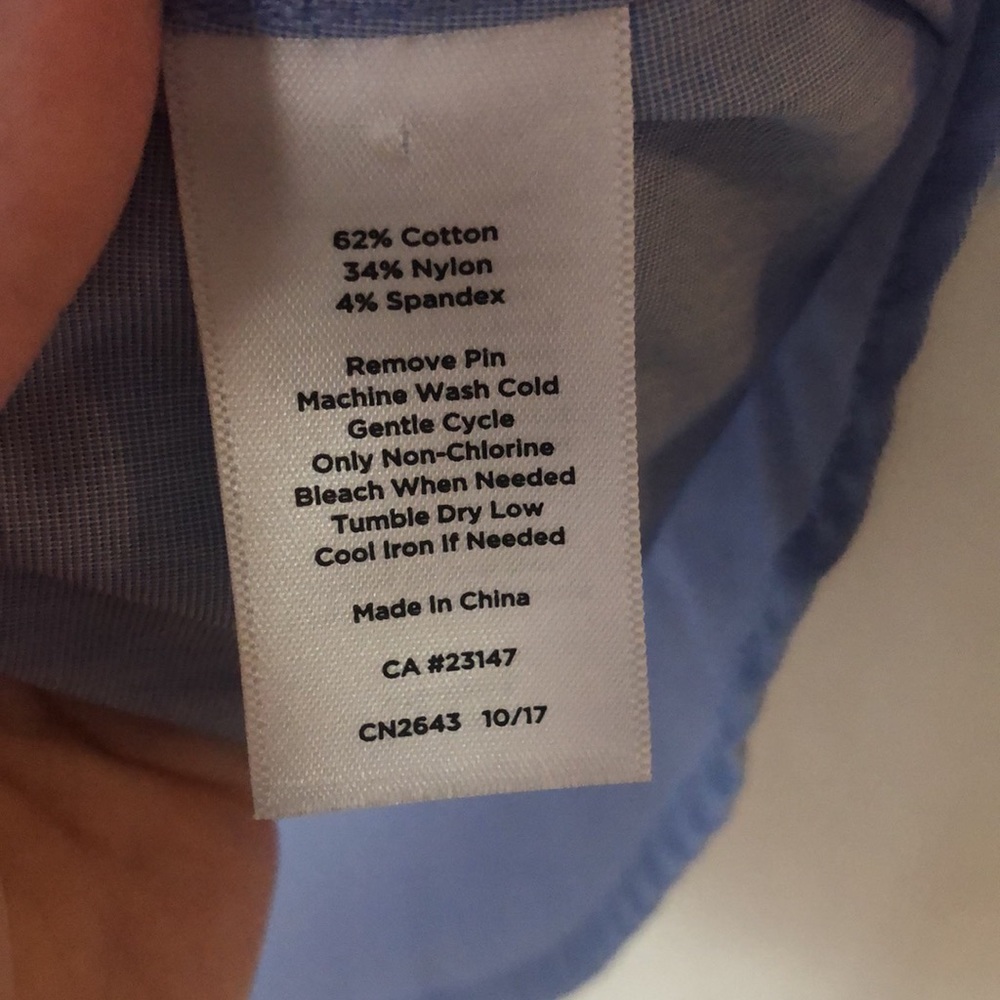 62% Cotton
34% Nylon
4% Spandex
Remove Pin
Machine Wash Cold
Gentle Cycle
Only Non-Chlorine
Bleach When Needed
Tumble Dry Low
Cool Iron If Needed
Made In China
CA #23147
CN2643 10/17